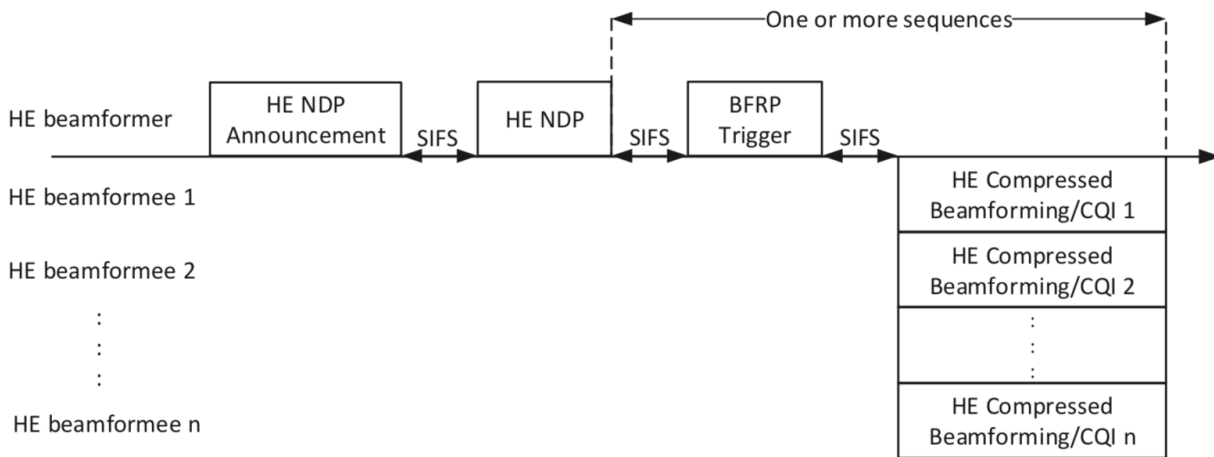 One or more sequences
HE beamformer
HE NDP
Announcement
SIFS
HE NDP
SIFS
BFRP
Trigger
SIFS
HE beamformee 1
HE Compressed
Beamforming/CQI 1
HE beamformee 2
HE Compressed
Beamforming/CQI 2
:
:
:
:
:
:
HE beamformee n
HE Compressed
Beamforming/CQI n